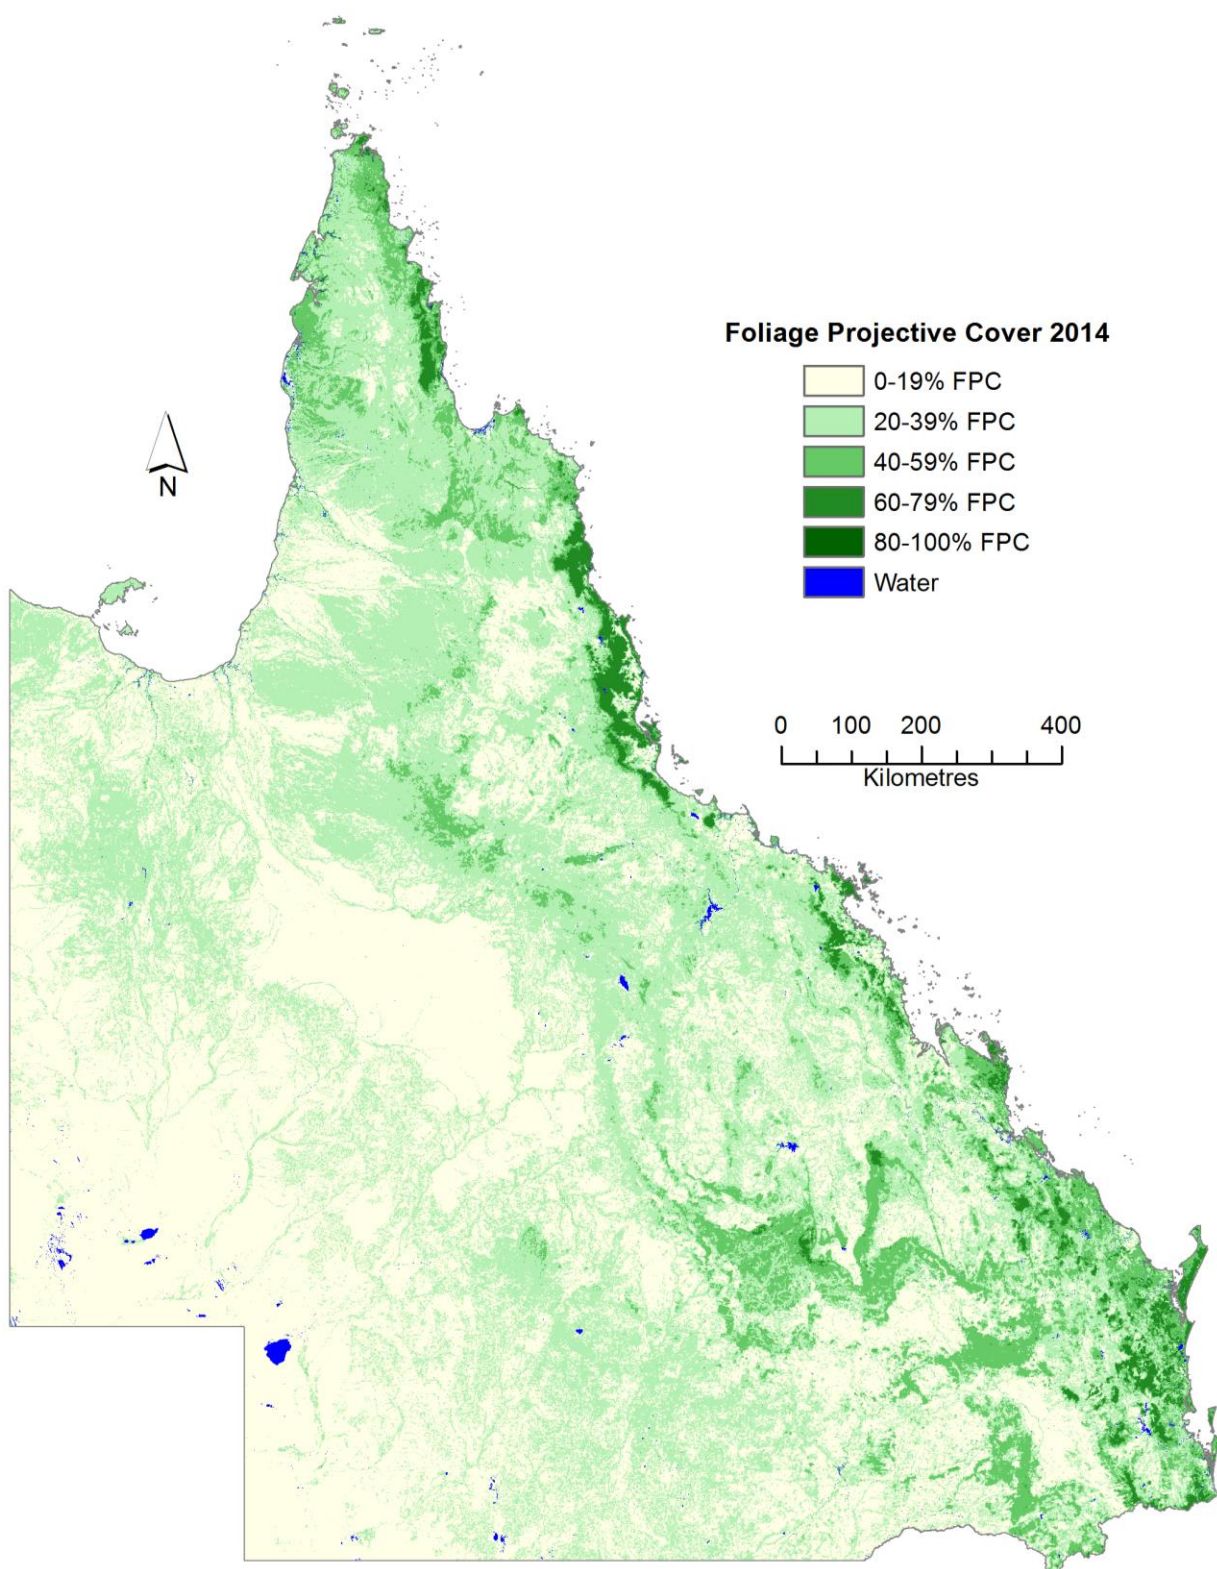 Foliage Projective Cover 2014
0-19% FPC
20-39% FPC
40-59% FPC
60-79% FPC
80-100% FPC
Water
N
0 100 200 400
Kilometres